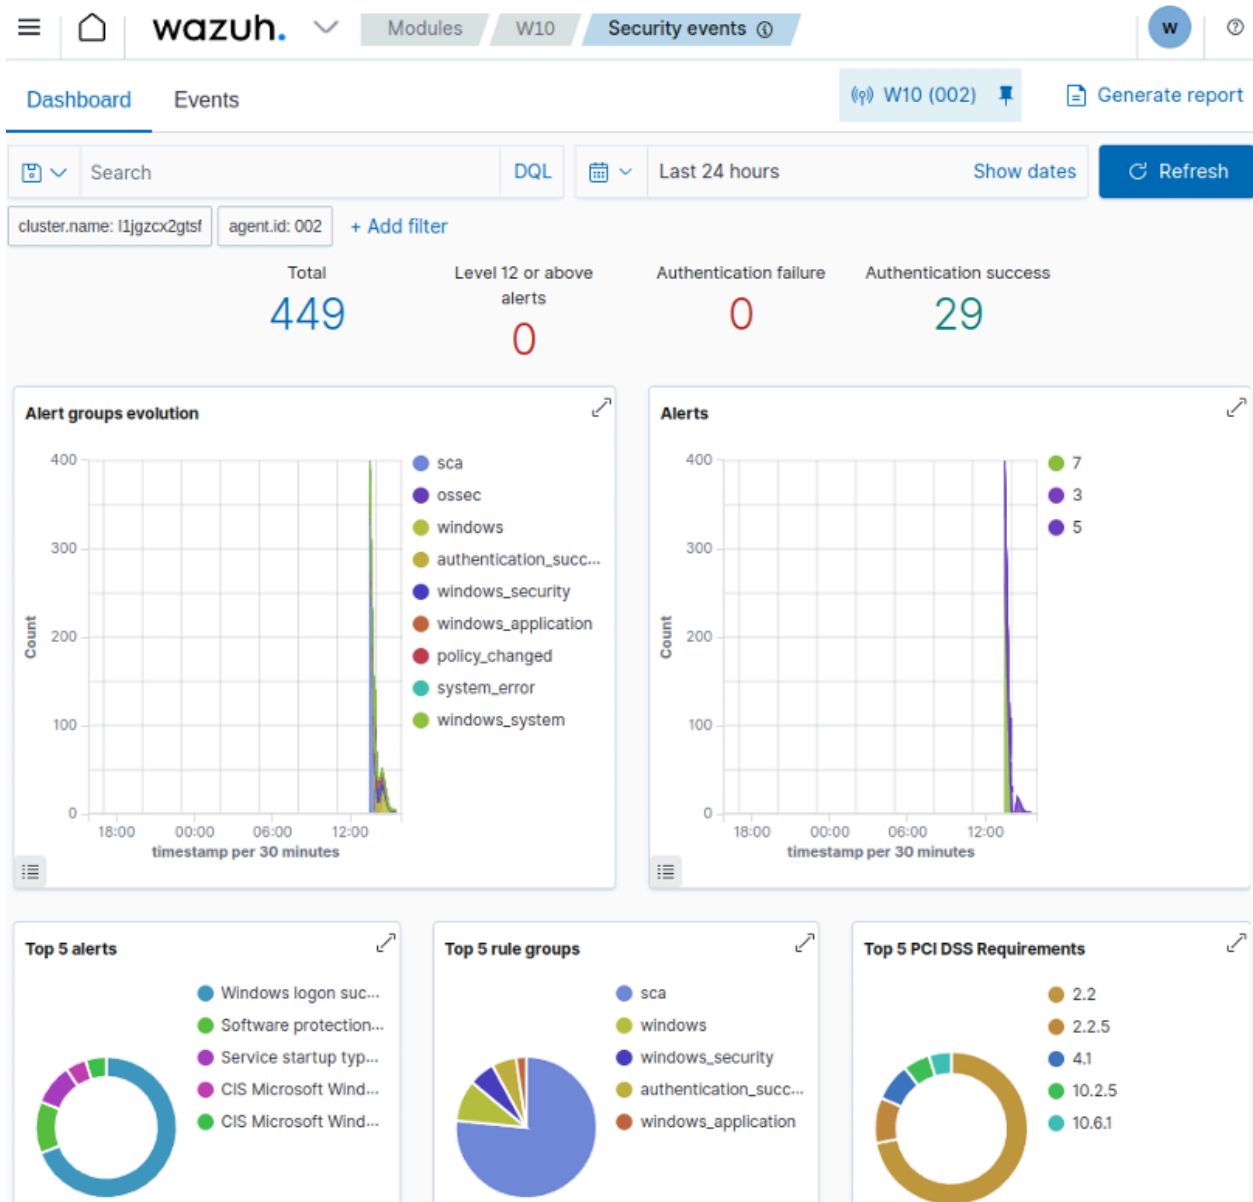 wazuh. Modules W10 Security events W
Dashboard Events W10 (002) Generate report
Search DQL Last 24 hours Show dates Refresh
cluster.name: l1jgzcx2gtsf agent.id: 002 + Add filter
Total
449
Level 12 or above
alerts
0
Authentication failure
0
Authentication success
29
Alert groups evolution
Count
400
300
200
100
0
18:00 00:00 06:00 12:00
timestamp per 30 minutes
sca
ossec
windows
authentication_succ...
windows_security
windows_application
policy_changed
system_error
windows_system
Alerts
Count
400
300
200
100
0
18:00 00:00 06:00 12:00
timestamp per 30 minutes
7
3
5
Top 5 alerts
Windows logon suc...
Software protection...
Service startup typ...
CIS Microsoft Wind...
CIS Microsoft Wind...
Top 5 rule groups
sca
windows
windows_security
authentication_succ...
windows_application
Top 5 PCI DSS Requirements
2.2
2.2.5
4.1
10.2.5
10.6.1